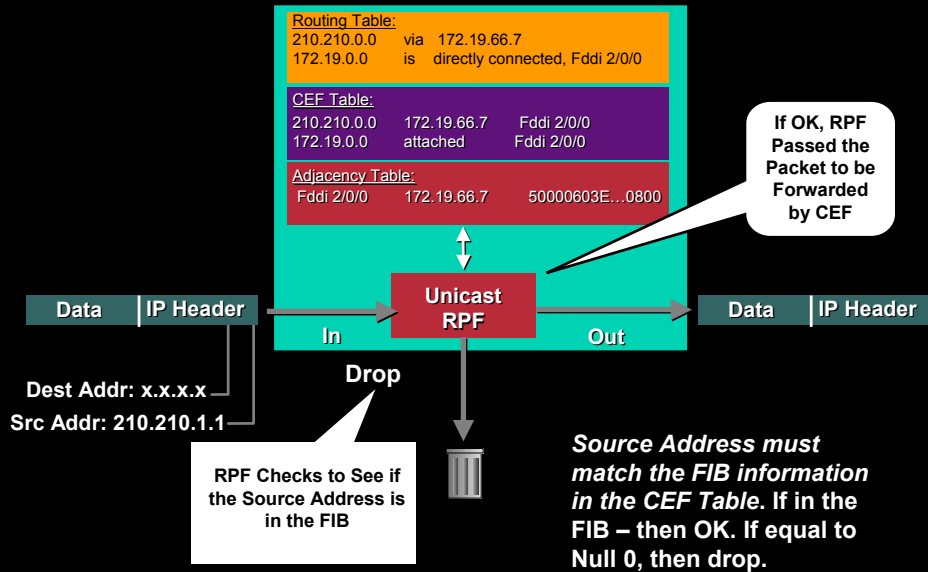 Routing Table:
210.210.0.0 via 172.19.66.7
172.19.0.0 is directly connected, Fddi 2/0/0
CEF Table:
210.210.0.0 172.19.66.7 Fddi 2/0/0
172.19.0.0 attached Fddi 2/0/0
Adjacency Table:
Fddi 2/0/0 172.19.66.7 50000603E...0800
If OK, RPF
Passed the
Packet to be
Forwarded
by CEF
Data IP Header
Unicast
RPF
Data IP Header
In
Out
Drop
Dest Addr: x.x.x.x
Src Addr: 210.210.1.1
RPF Checks to See if
the Source Address is
in the FIB
Source Address must
match the FIB information
in the CEF Table. If in the
FIB – then OK. If equal to
Null 0, then drop.